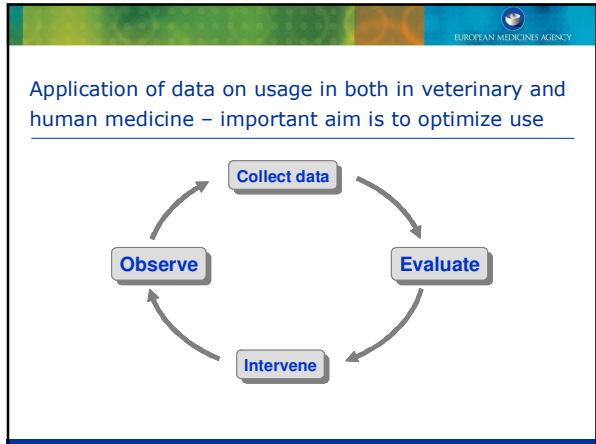 EUROPEAN MEDICINES AGENCY
Application of data on usage in both in veterinary and
human medicine – important aim is to optimize use
Collect data
Observe
Evaluate
Intervene